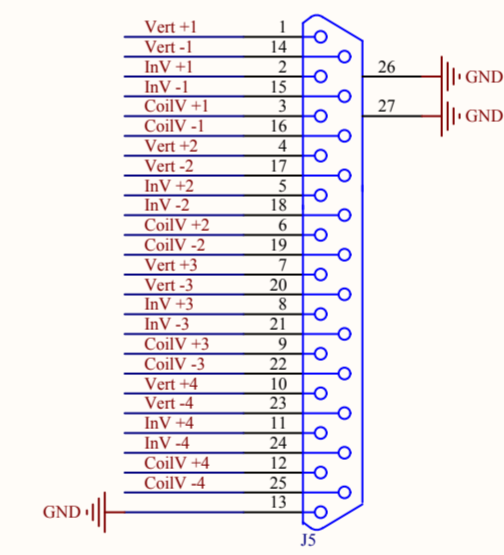 Vert +1 1
Vert -1 14
InV +1 2 26 GND
InV -1 15
CoilV +1 3 27 GND
CoilV -1 16
Vert +2 4
Vert -2 17
InV +2 5
InV -2 18
CoilV +2 6
CoilV -2 19
Vert +3 7
Vert -3 20
InV +3 8
InV -3 21
CoilV +3 9
CoilV -3 22
Vert +4 10
Vert -4 23
InV +4 11
InV -4 24
CoilV +4 12
CoilV -4 25
GND 13
J5